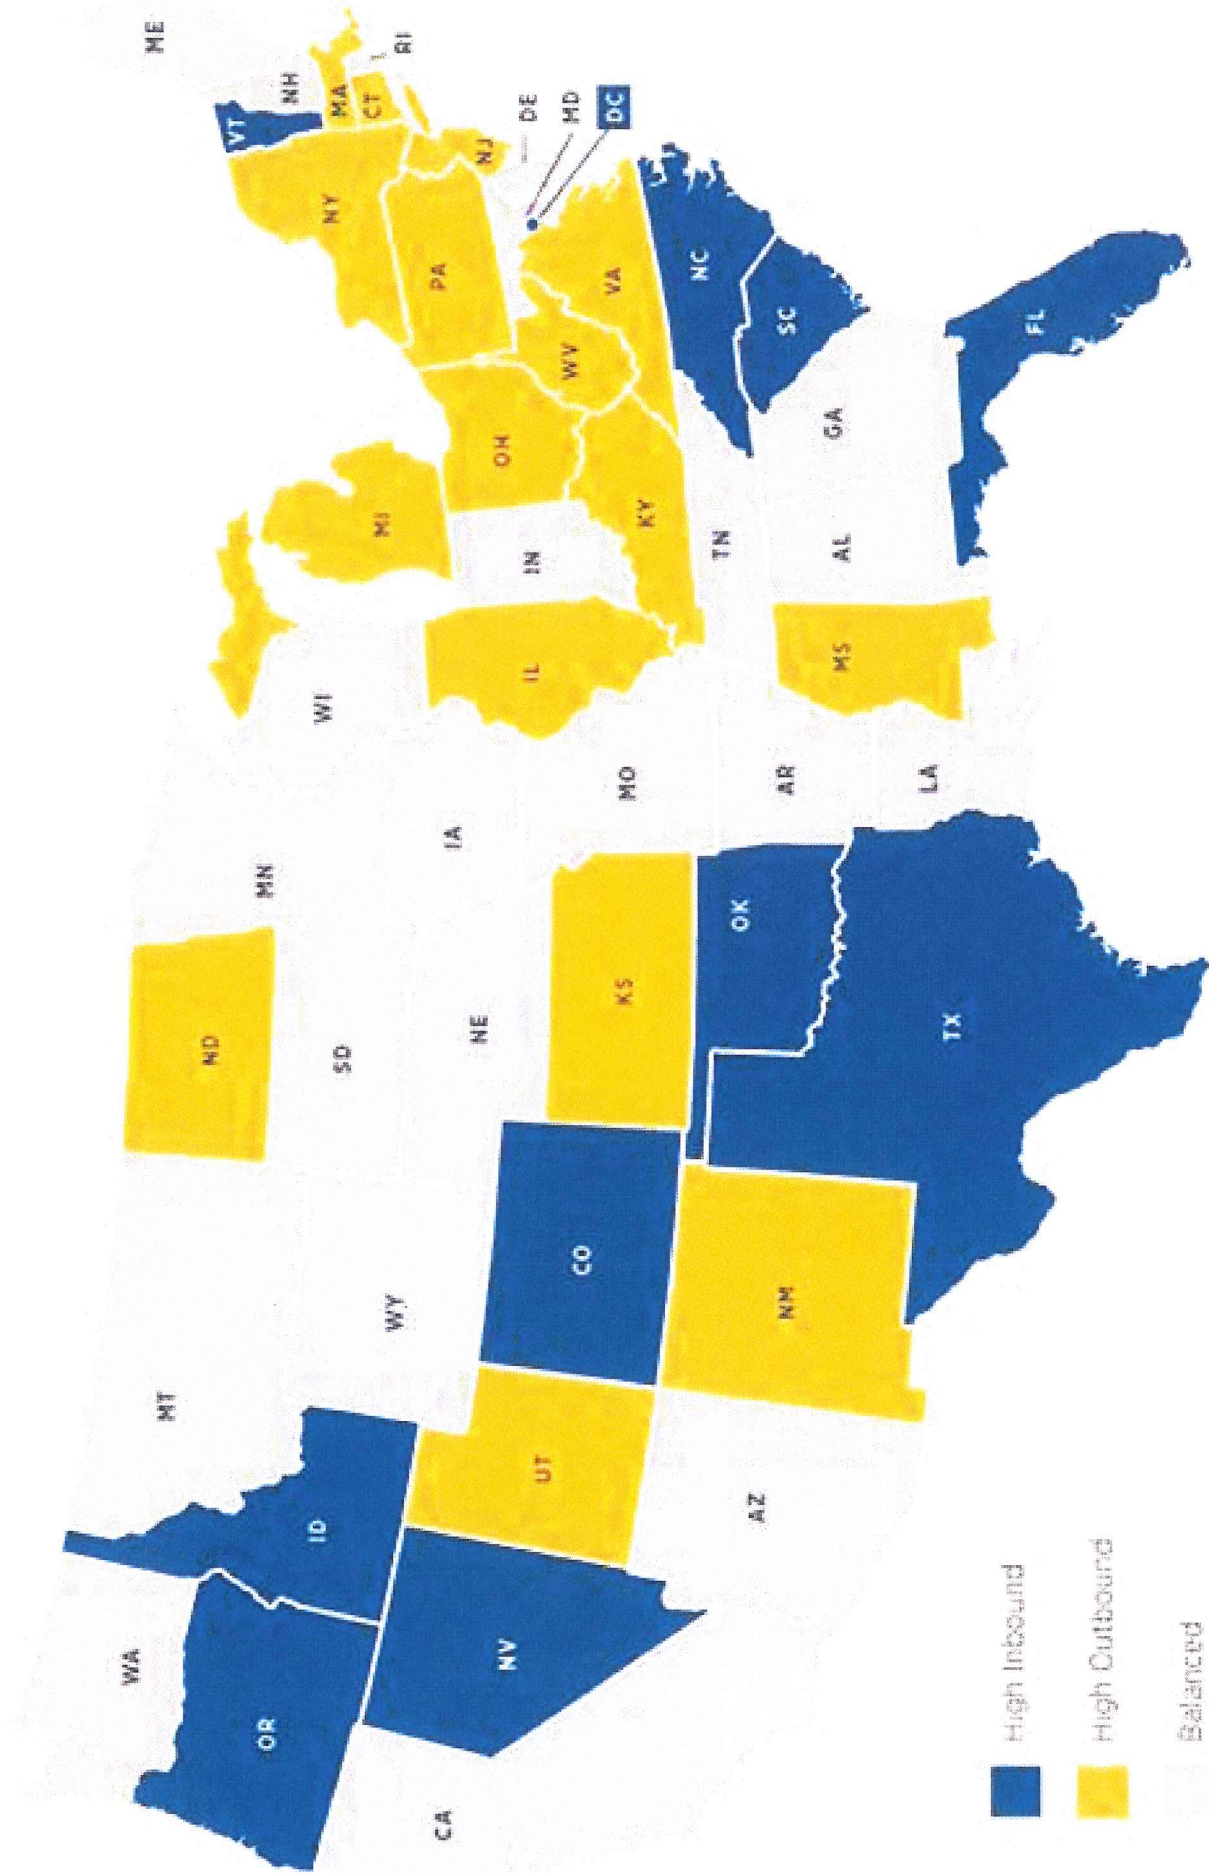 WA
MT
ND
MN
ME
VT
NH
OR
ID
WY
SD
WI
MI
NY
MA
CT
RI
CA
NV
UT
CO
NE
IA
IL
IN
OH
PA
NJ
DE
MD
DC
KS
MO
KY
WV
VA
AZ
NM
OK
AR
TN
NC
SC
TX
LA
MS
AL
GA
FL
High Inbound
High Outbound
Balanced